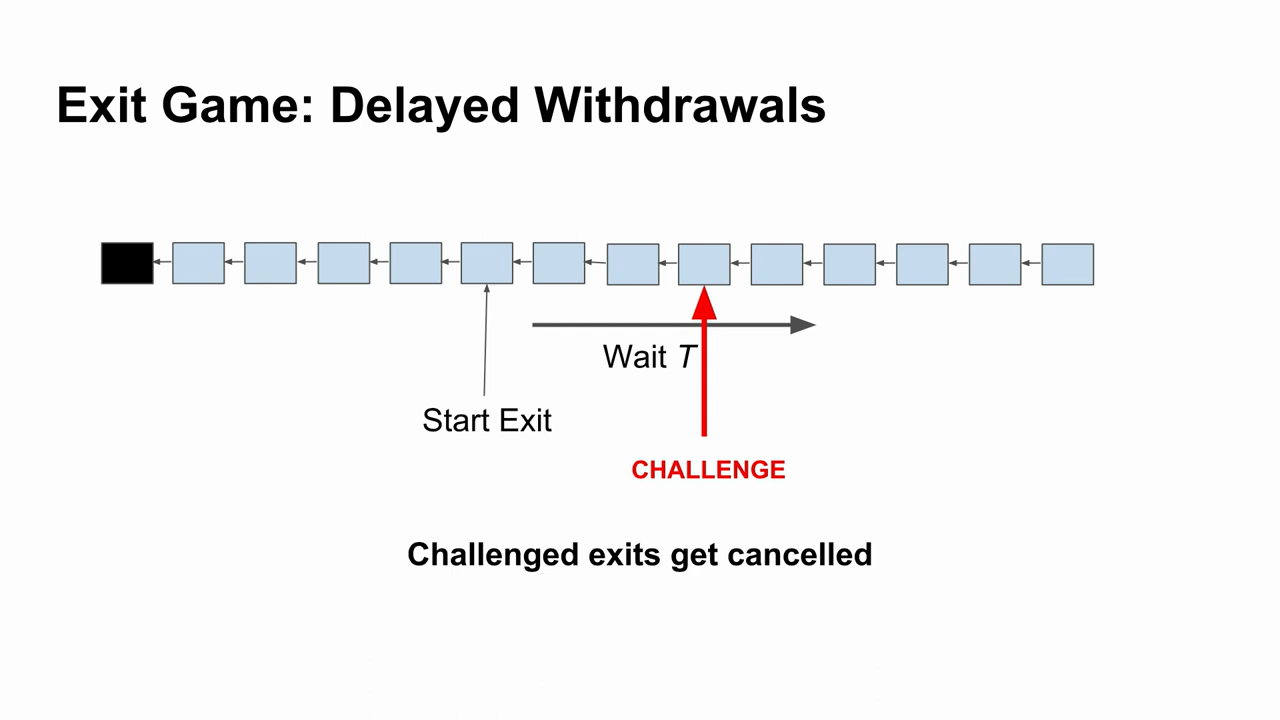 Exit Game: Delayed Withdrawals
Wait T
Start Exit
CHALLENGE
Challenged exits get cancelled